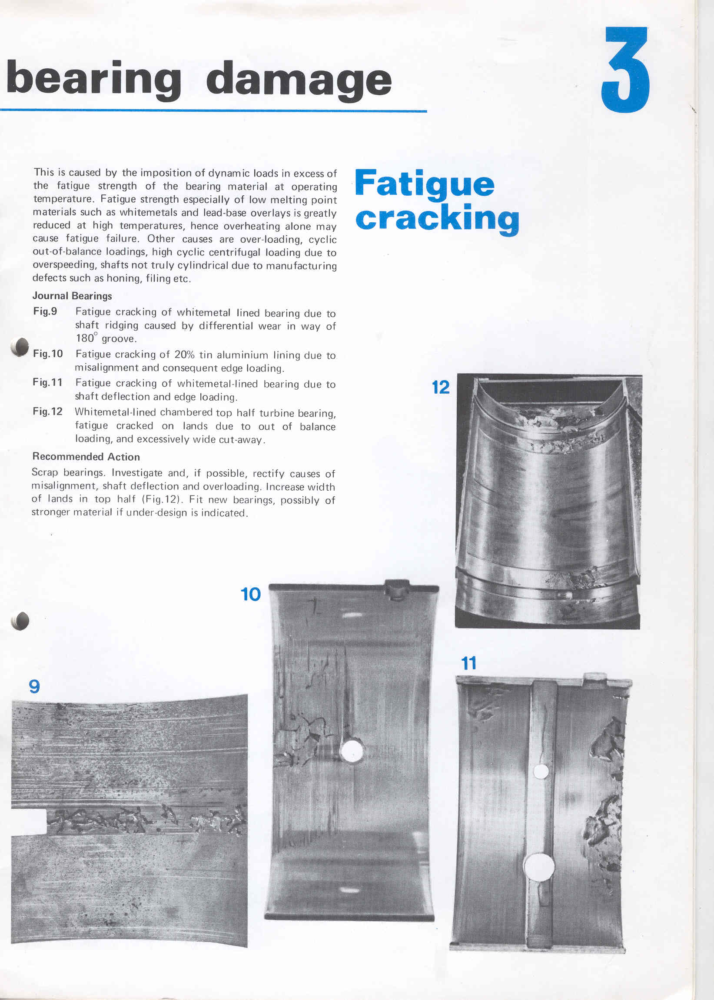 bearing damage
3
Fatigue
cracking
This is caused by the imposition of dynamic loads in excess of
the fatigue strength of the bearing material at operating
temperature. Fatigue strength especially of low melting point
materials such as whitemetals and lead-base overlays is greatly
reduced at high temperatures, hence overheating alone may
cause fatigue failure. Other causes are over-loading, cyclic
out-of-balance loadings, high cyclic centrifugal loading due to
overspeeding, shafts not truly cylindrical due to manufacturing
defects such as honing, filing etc.
Journal Bearings
Fig.9 Fatigue cracking of whitemetal lined bearing due to
shaft ridging caused by differential wear in way of
180° groove.
Fig.10 Fatigue cracking of 20% tin aluminium lining due to
misalignment and consequent edge loading.
Fig.11 Fatigue cracking of whitemetal-lined bearing due to
shaft deflection and edge loading.
Fig.12 Whitemetal-lined chambered top half turbine bearing,
fatigue cracked on lands due to out of balance
loading, and excessively wide cut-away.
Recommended Action
Scrap bearings. Investigate and, if possible, rectify causes of
misalignment, shaft deflection and overloading. Increase width
of lands in top half (Fig.12). Fit new bearings, possibly of
stronger material if under-design is indicated.
12
10
11
9